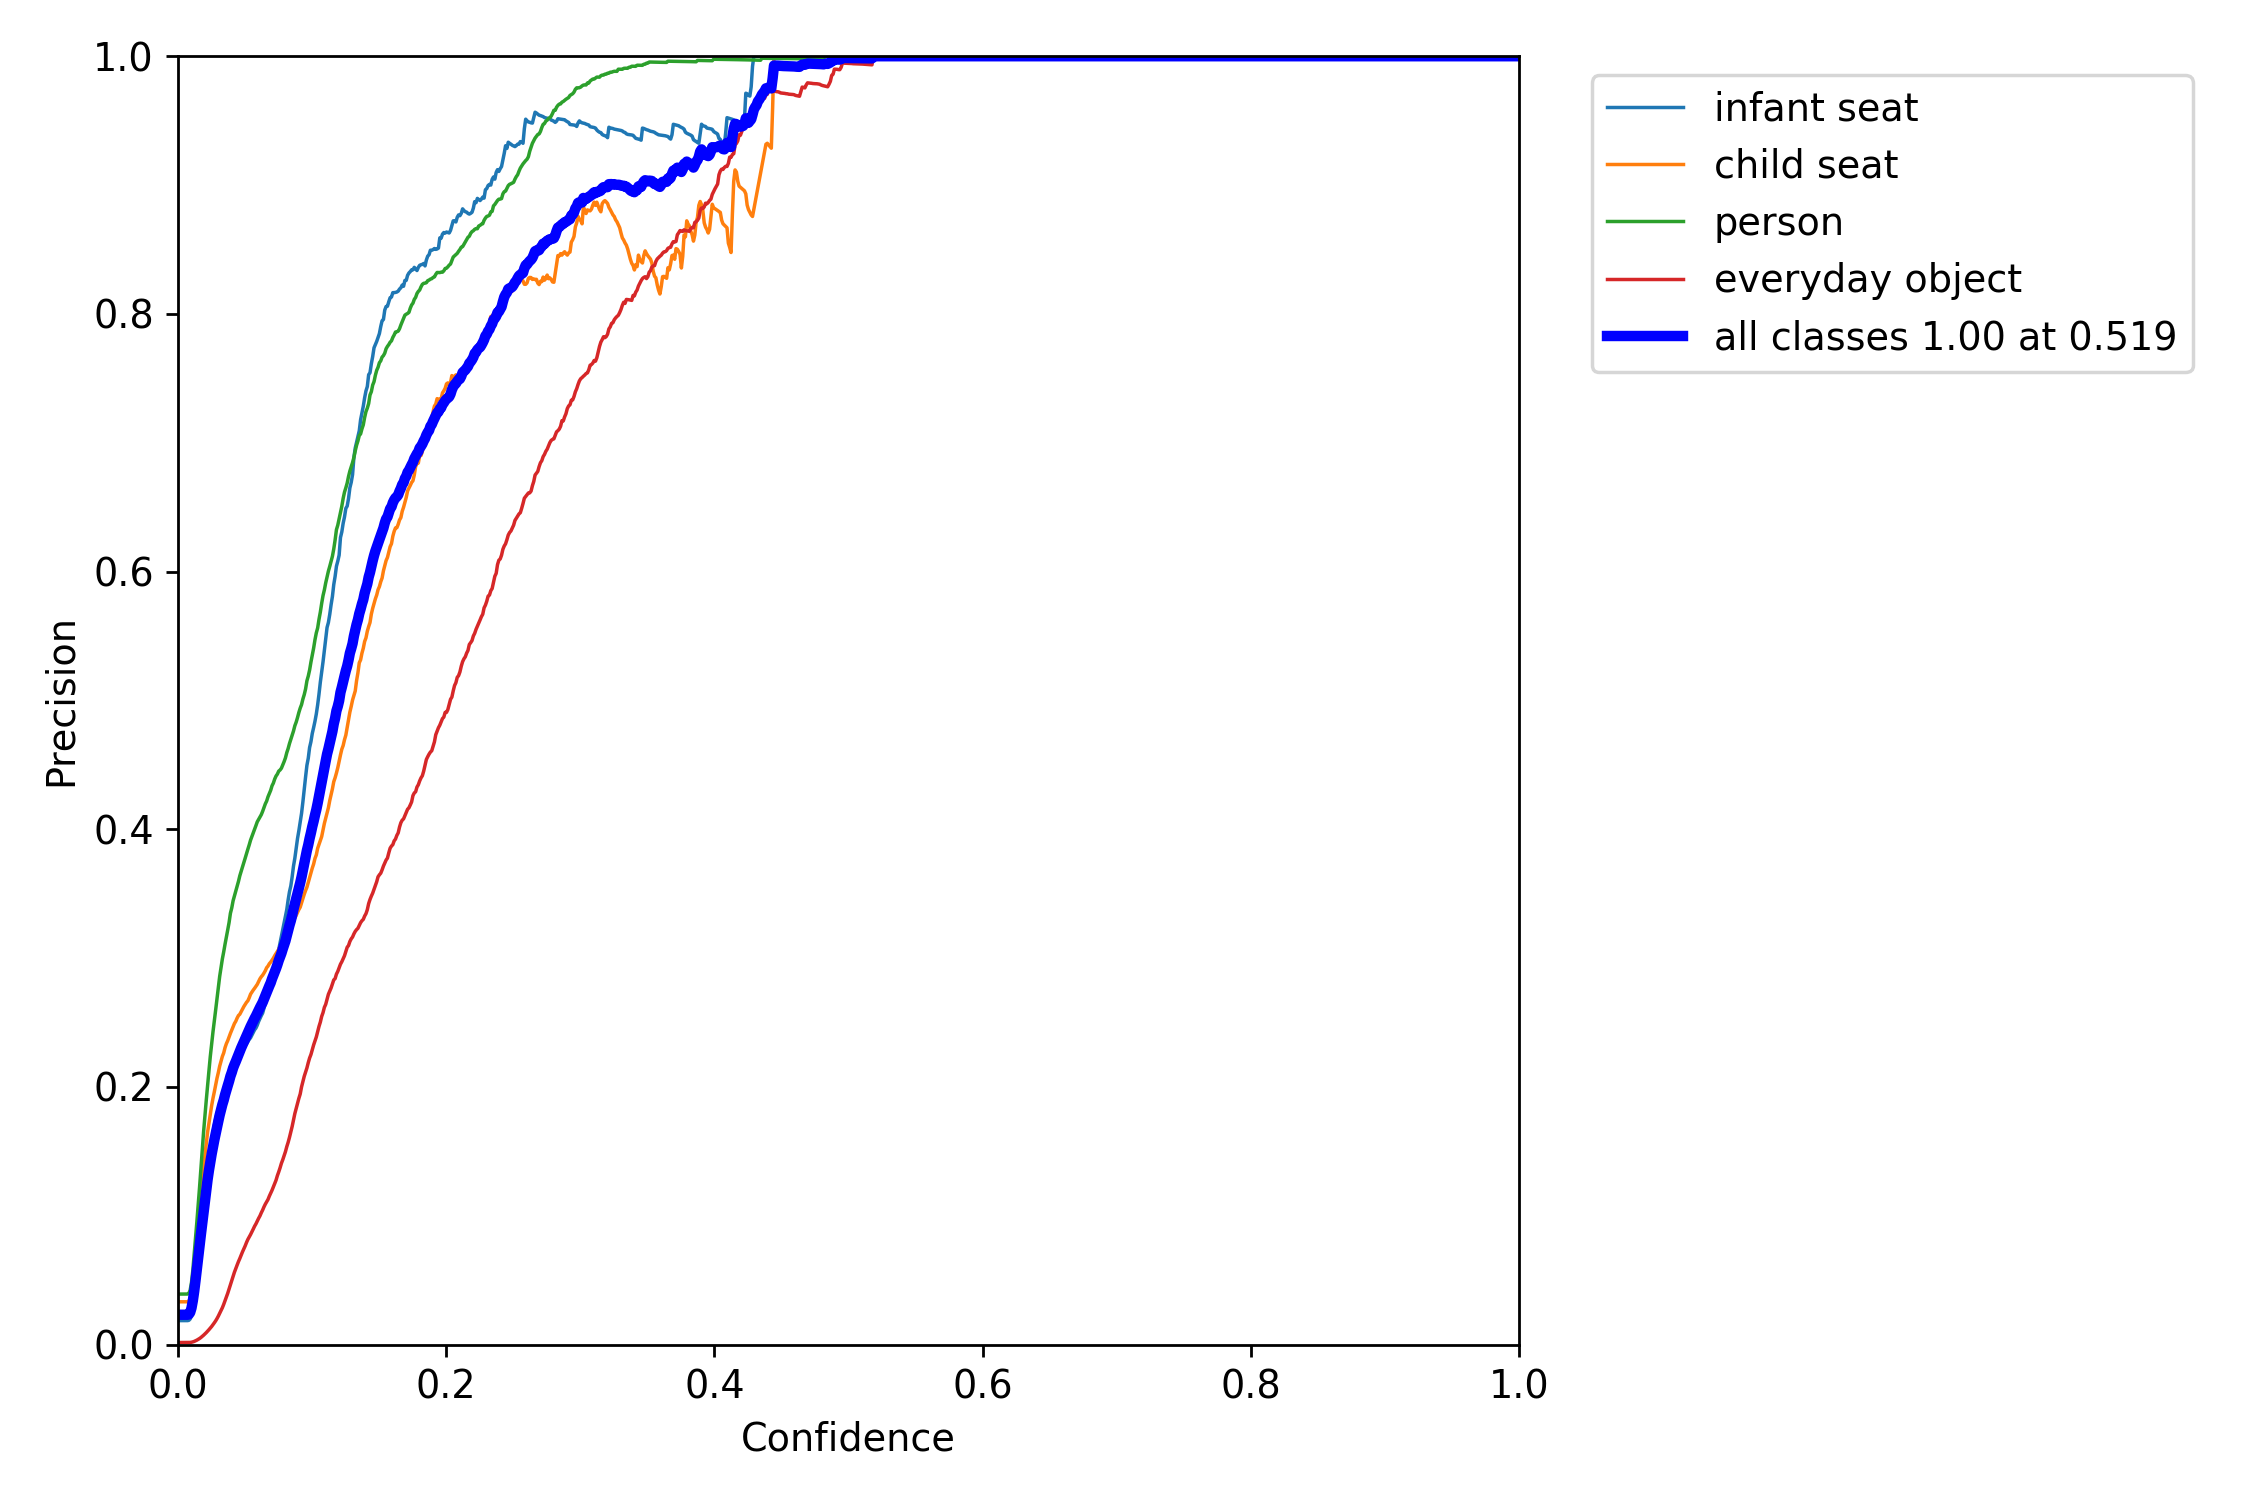 1.0
0.8
0.6
0.4
0.2
0.0
Precision
0.0 0.2 0.4 0.6 0.8 1.0
Confidence
infant seat
child seat
person
everyday object
all classes 1.00 at 0.519